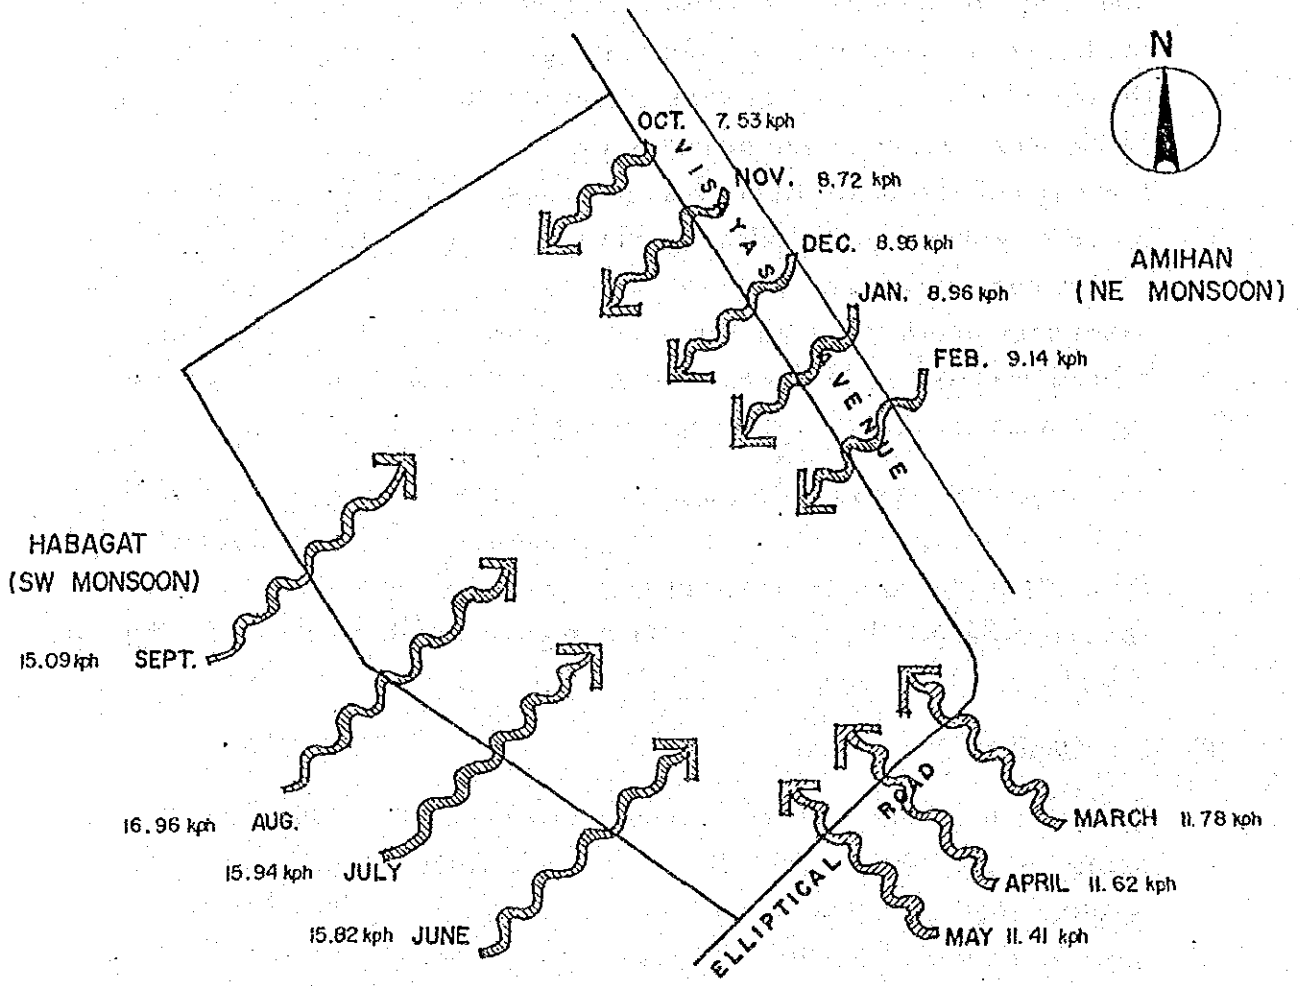 N
OCT. 7.53 kph
NOV. 8.72 kph
DEC. 8.95 kph
JAN. 8.96 kph
FEB. 9.14 kph
VISAYAS AVENUE
AMIHAN
(NE MONSOON)
HABAGAT
(SW MONSOON)
15.09 kph SEPT.
16.96 kph AUG.
15.94 kph JULY
15.82 kph JUNE
ELLIPTICAL ROAD
MARCH 11.78 kph
APRIL 11.62 kph
MAY 11.41 kph